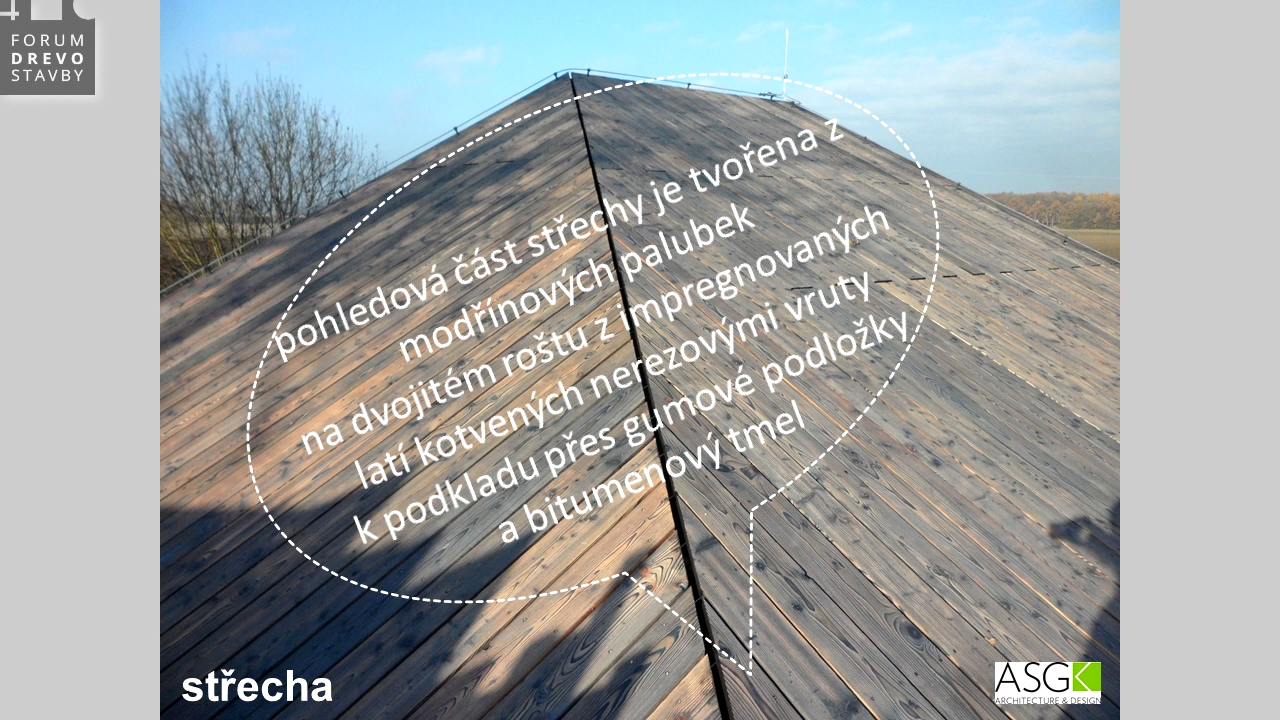 FORUM
DREVO
STAVBY
pohledová část střechy je tvořena z
modřínových palubek
na dvojitém roštu z impregnovaných
latí kotvených nerezovými vruty
k podkladu přes gumové podložky
a bitumenový tmel
střecha
ASGK
ARCHITECTURE & DESIGN